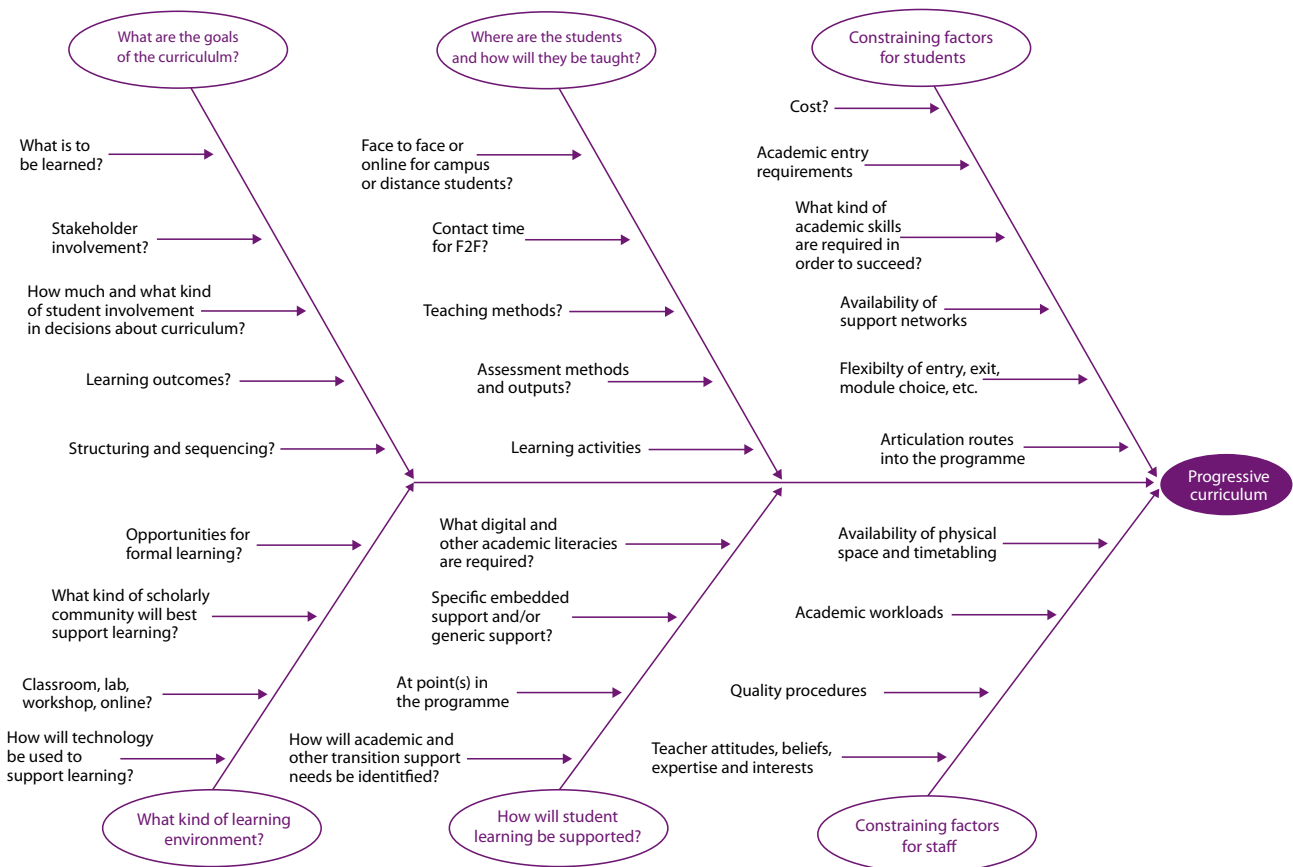 What are the goals
of the curriculum?
What is to
be learned?
Stakeholder
involvement?
How much and what kind
of student involvement
in decisions about curriculum?
Learning outcomes?
Structuring and sequencing?
Where are the students
and how will they be taught?
Face to face or
online for campus
or distance students?
Contact time
for F2F?
Teaching methods?
Assessment methods
and outputs?
Learning activities
Constraining factors
for students
Cost?
Academic entry
requirements
What kind of
academic skills
are required in
order to succeed?
Availability of
support networks
Flexibilty of entry, exit,
module choice, etc.
Articulation routes
into the programme
Progressive
curriculum
Opportunities for
formal learning?
What kind of scholarly
community will best
support learning?
Classroom, lab,
workshop, online?
How will technology
be used to
support learning?
What kind of learning
environment?
What digital and
other academic literacies
are required?
Specific embedded
support and/or
generic support?
At point(s) in
the programme
How will academic and
other transition support
needs be identitfied?
How will student
learning be supported?
Availability of physical
space and timetabling
Academic workloads
Quality procedures
Teacher attitudes, beliefs,
expertise and interests
Constraining factors
for staff